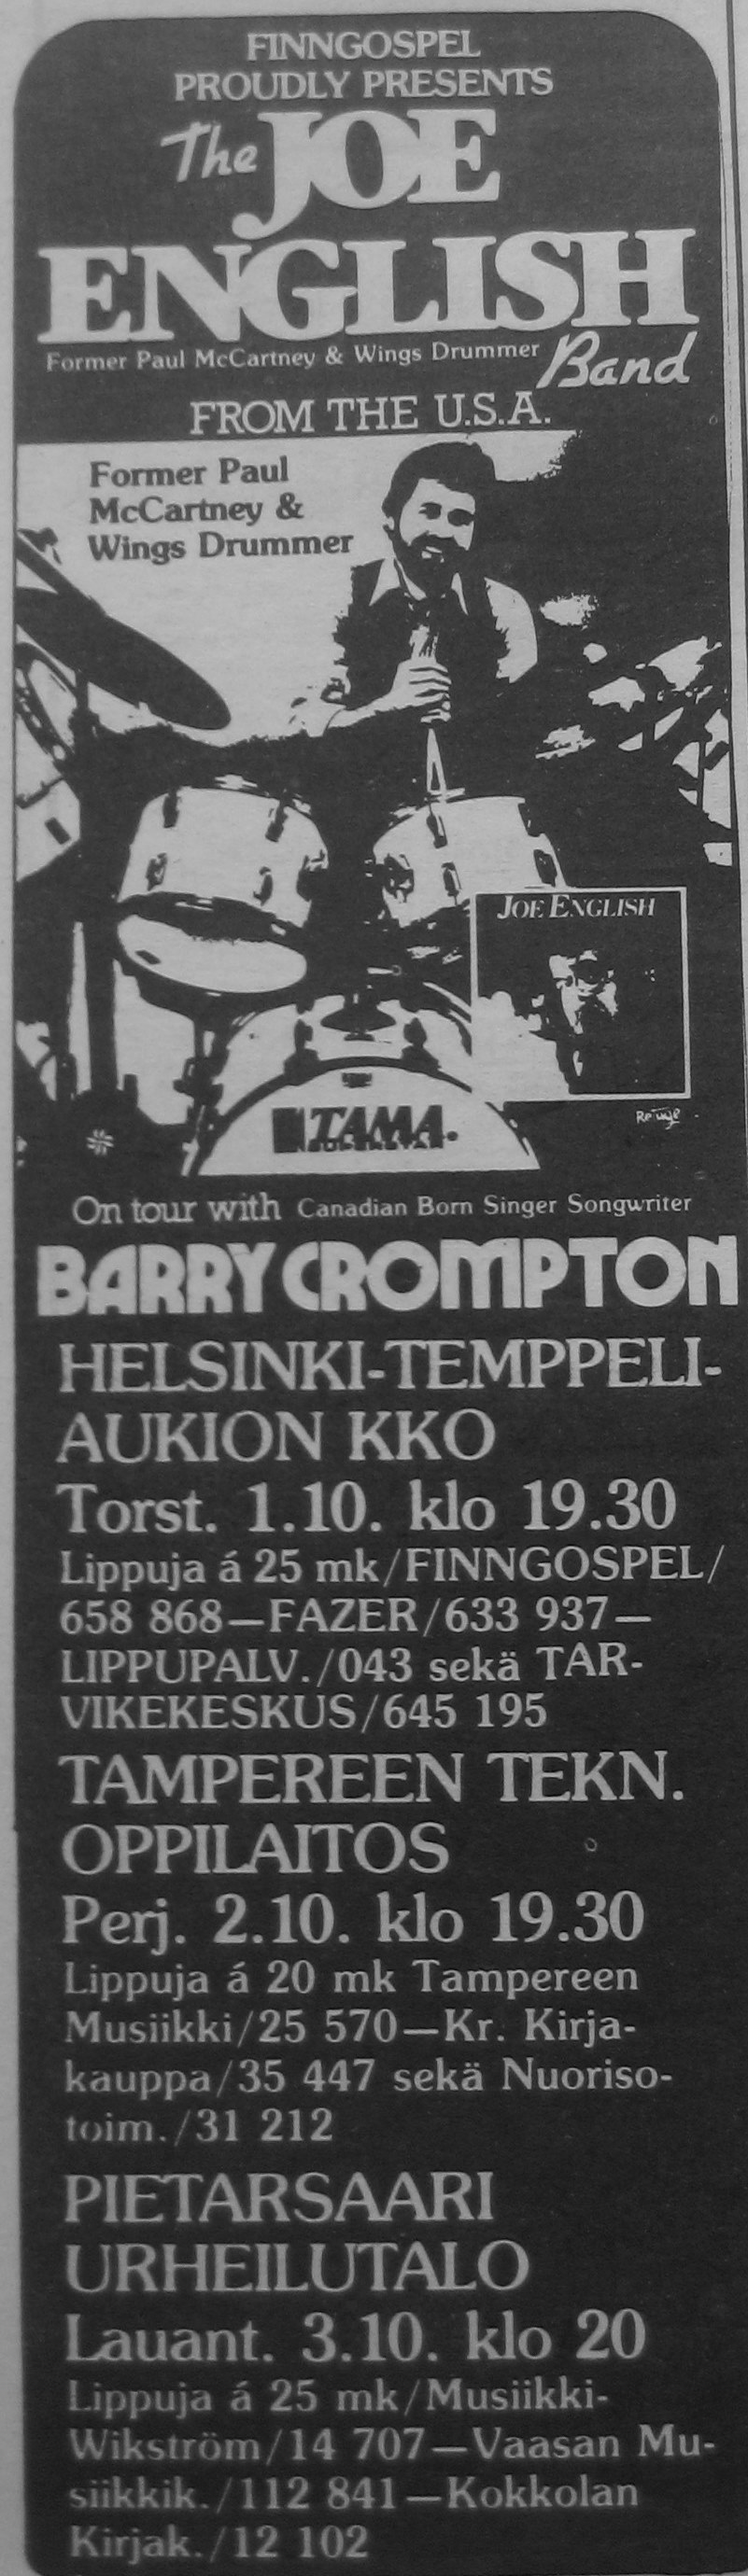 FINNGOSPEL
PROUDLY PRESENTS
The JOE
ENGLISH
Former Paul McCartney & Wings Drummer Band
FROM THE U.S.A.
Former Paul
McCartney &
Wings Drummer
JOE ENGLISH
TAMA.
On tour with Canadian Born Singer Songwriter
BARRY CROMPTON
HELSINKI-TEMPPELI-
AUKION KKO
Torst. 1.10. klo 19.30
Lippuja á 25 mk/FINNGOSPEL/
658 868—FAZER/633 937—
LIPPUPALV./043 sekä TAR-
VIKEKESKUS/645 195
TAMPEREEN TEKN.
OPPILAITOS
Perj. 2.10. klo 19.30
Lippuja á 20 mk Tampereen
Musiikki/25 570—Kr. Kirja-
kauppa/35 447 sekä Nuoriso-
toim./31 212
PIETARSAARI
URHEILUTALO
Lauant. 3.10. klo 20
Lippuja á 25 mk/Musiikki-
Wikström/14 707—Vaasan Mu-
siikkik./112 841—Kokkolan
Kirjak./12 102